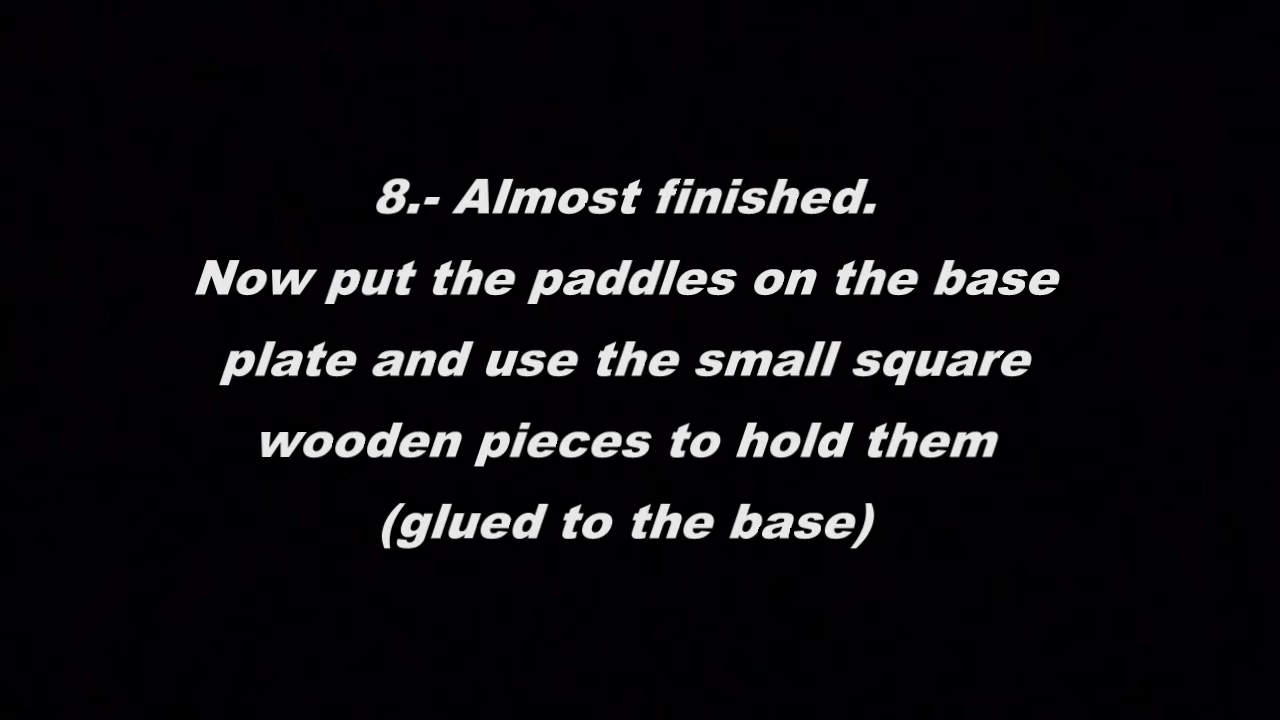 8.- Almost finished.
Now put the paddles on the base
plate and use the small square
wooden pieces to hold them
(glued to the base)